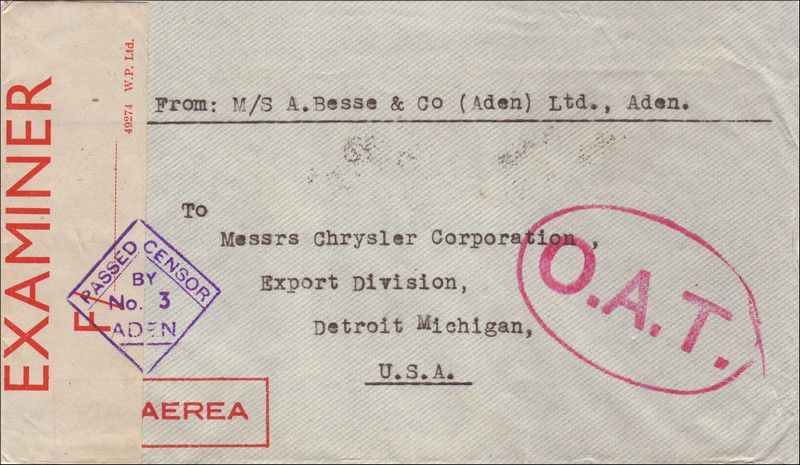 EXAMINER
F
49274 W.P. Ltd.
From: M/S A.Besse & Co (Aden) Ltd., Aden.
To
Messrs Chrysler Corporation,
Export Division,
Detroit Michigan,
U.S.A.
PASSED CENSOR
BY
No. 3
ADEN
O.A.T.
AEREA